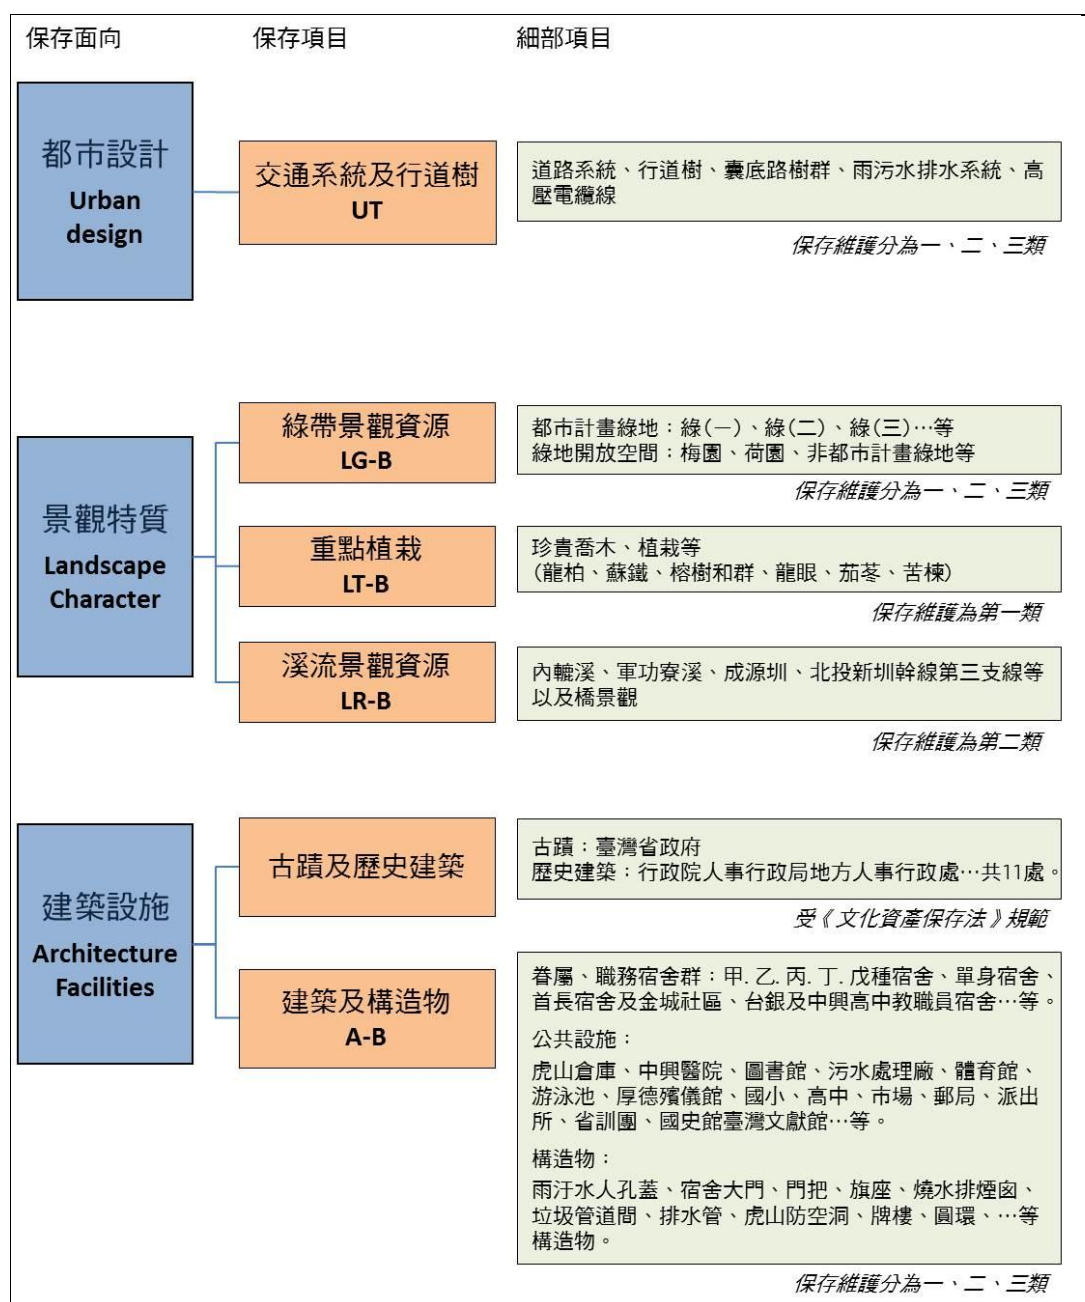 保存面向
保存項目
細部項目
都市設計
Urban
design
交通系統及行道樹
UT
道路系統、行道樹、囊底路樹群、雨污水排水系統、高
壓電纜線
保存維護分為一、二、三類
景觀特質
Landscape
Character
綠帶景觀資源
LG-B
都市計畫綠地：綠(一)、綠(二)、綠(三)…等
綠地開放空間：梅園、荷園、非都市計畫綠地等
保存維護分為一、二、三類
重點植栽
LT-B
珍貴喬木、植栽等
(龍柏、蘇鐵、榕樹和群、龍眼、茄苳、苦楝)
保存維護為第一類
溪流景觀資源
LR-B
內轆溪、軍功寮溪、成源圳、北投新圳幹線第三支線等
以及橋景觀
保存維護為第二類
建築設施
Architecture
Facilities
古蹟及歷史建築
古蹟：臺灣省政府
歷史建築：行政院人事行政局地方人事行政處…共11處。
受《文化資產保存法》規範
建築及構造物
A-B
眷屬、職務宿舍群：甲.乙.丙.丁.戊種宿舍、單身宿舍、
首長宿舍及金城社區、台銀及中興高中教職員宿舍…等。
公共設施：
虎山倉庫、中興醫院、圖書館、污水處理廠、體育館、
游泳池、厚德殯儀館、國小、高中、市場、郵局、派出
所、省訓團、國史館臺灣文獻館…等。
構造物：
雨汙水人孔蓋、宿舍大門、門把、旗座、燒水排煙囪、
垃圾管道間、排水管、虎山防空洞、牌樓、圓環、…等
構造物。
保存維護分為一、二、三類